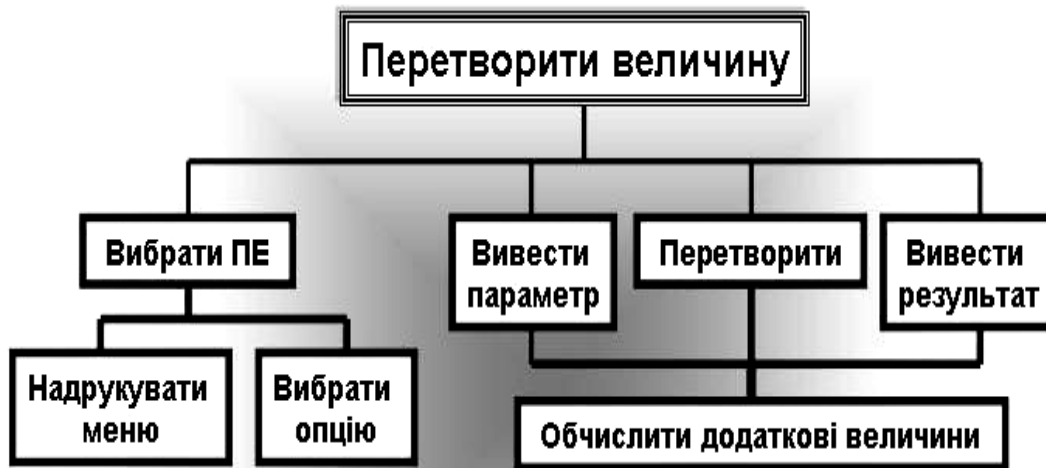 Перетворити величину
Вибрати ПЕ
Вивести
параметр
Перетворити
Вивести
результат
Надрукувати
меню
Вибрати
опцію
Обчислити додаткові величини